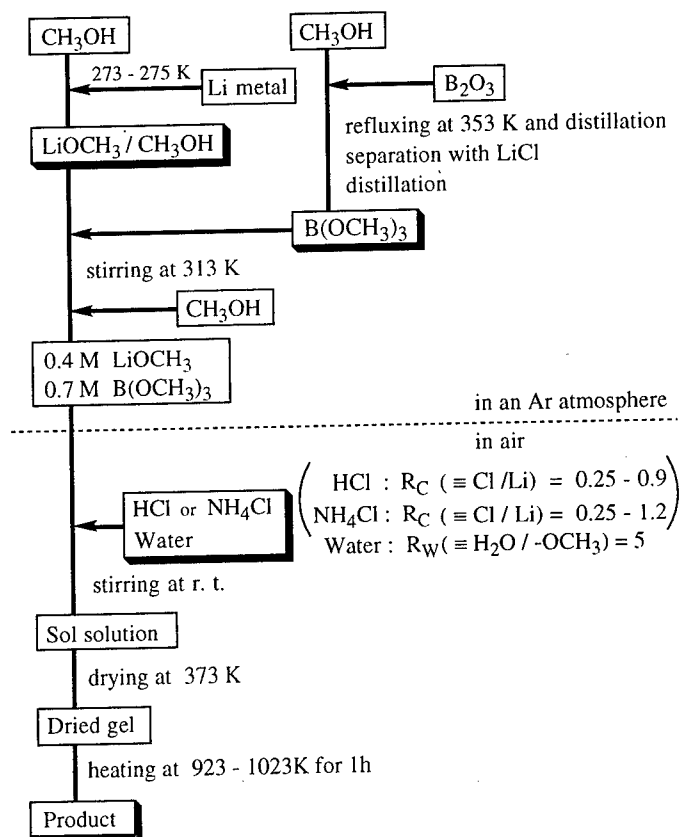 CH₃OH
CH₃OH
273 - 275 K
Li metal
B₂O₃
LiOCH₃ / CH₃OH
refluxing at 353 K and distillation
separation with LiCl
distillation
B(OCH₃)₃
stirring at 313 K
CH₃OH
0.4 M LiOCH₃
0.7 M B(OCH₃)₃
in an Ar atmosphere
in air
HCl or NH₄Cl
Water
HCl : R_C ( ≡ Cl /Li) = 0.25 - 0.9
NH₄Cl: R_C ( ≡ Cl / Li) = 0.25 - 1.2
Water : R_W( ≡ H₂O / -OCH₃) = 5
stirring at r. t.
Sol solution
drying at 373 K
Dried gel
heating at 923 - 1023K for 1h
Product